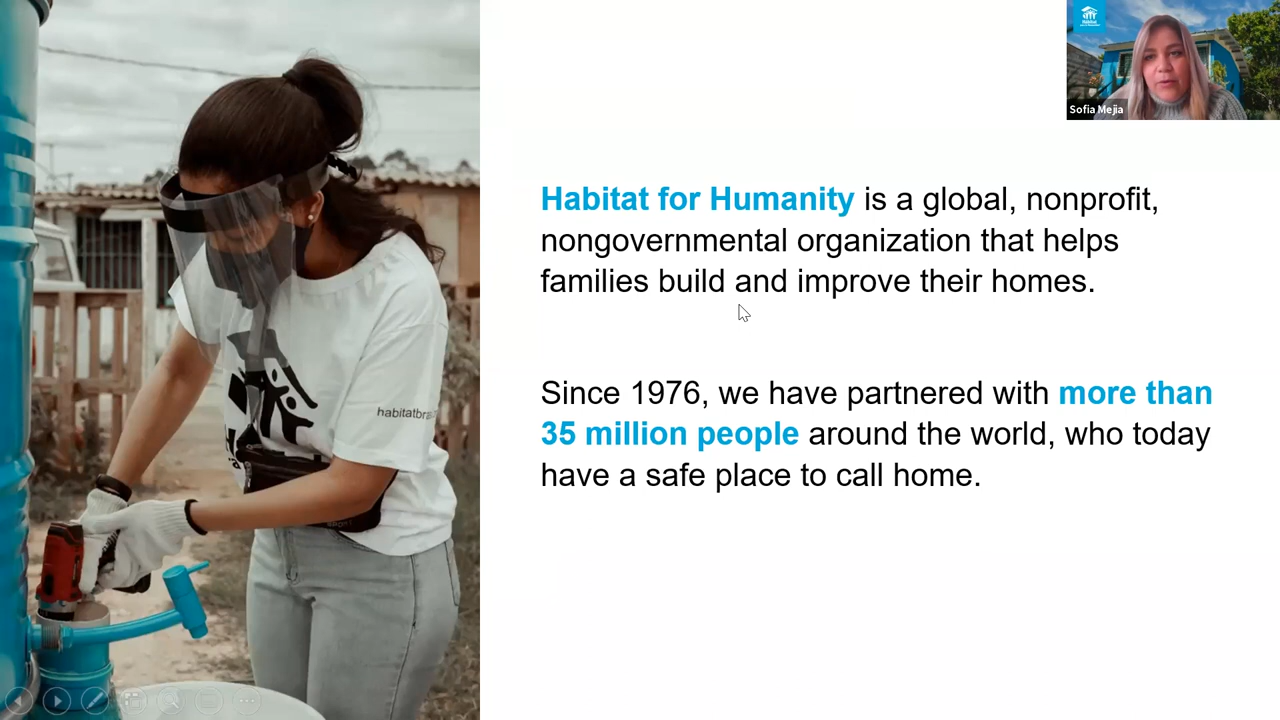 Sofia Mejia
Habitat for Humanity is a global, nonprofit,
nongovernmental organization that helps
families build and improve their homes.
Since 1976, we have partnered with more than
35 million people around the world, who today
have a safe place to call home.